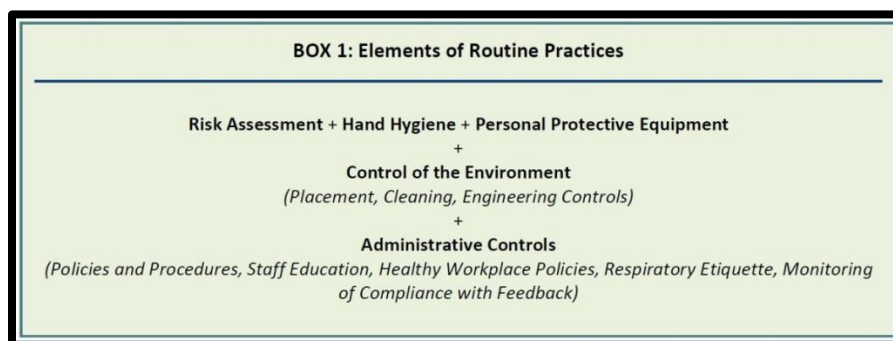 BOX 1: Elements of Routine Practices
Risk Assessment + Hand Hygiene + Personal Protective Equipment
+
Control of the Environment
(Placement, Cleaning, Engineering Controls)
+
Administrative Controls
(Policies and Procedures, Staff Education, Healthy Workplace Policies, Respiratory Etiquette, Monitoring
of Compliance with Feedback)